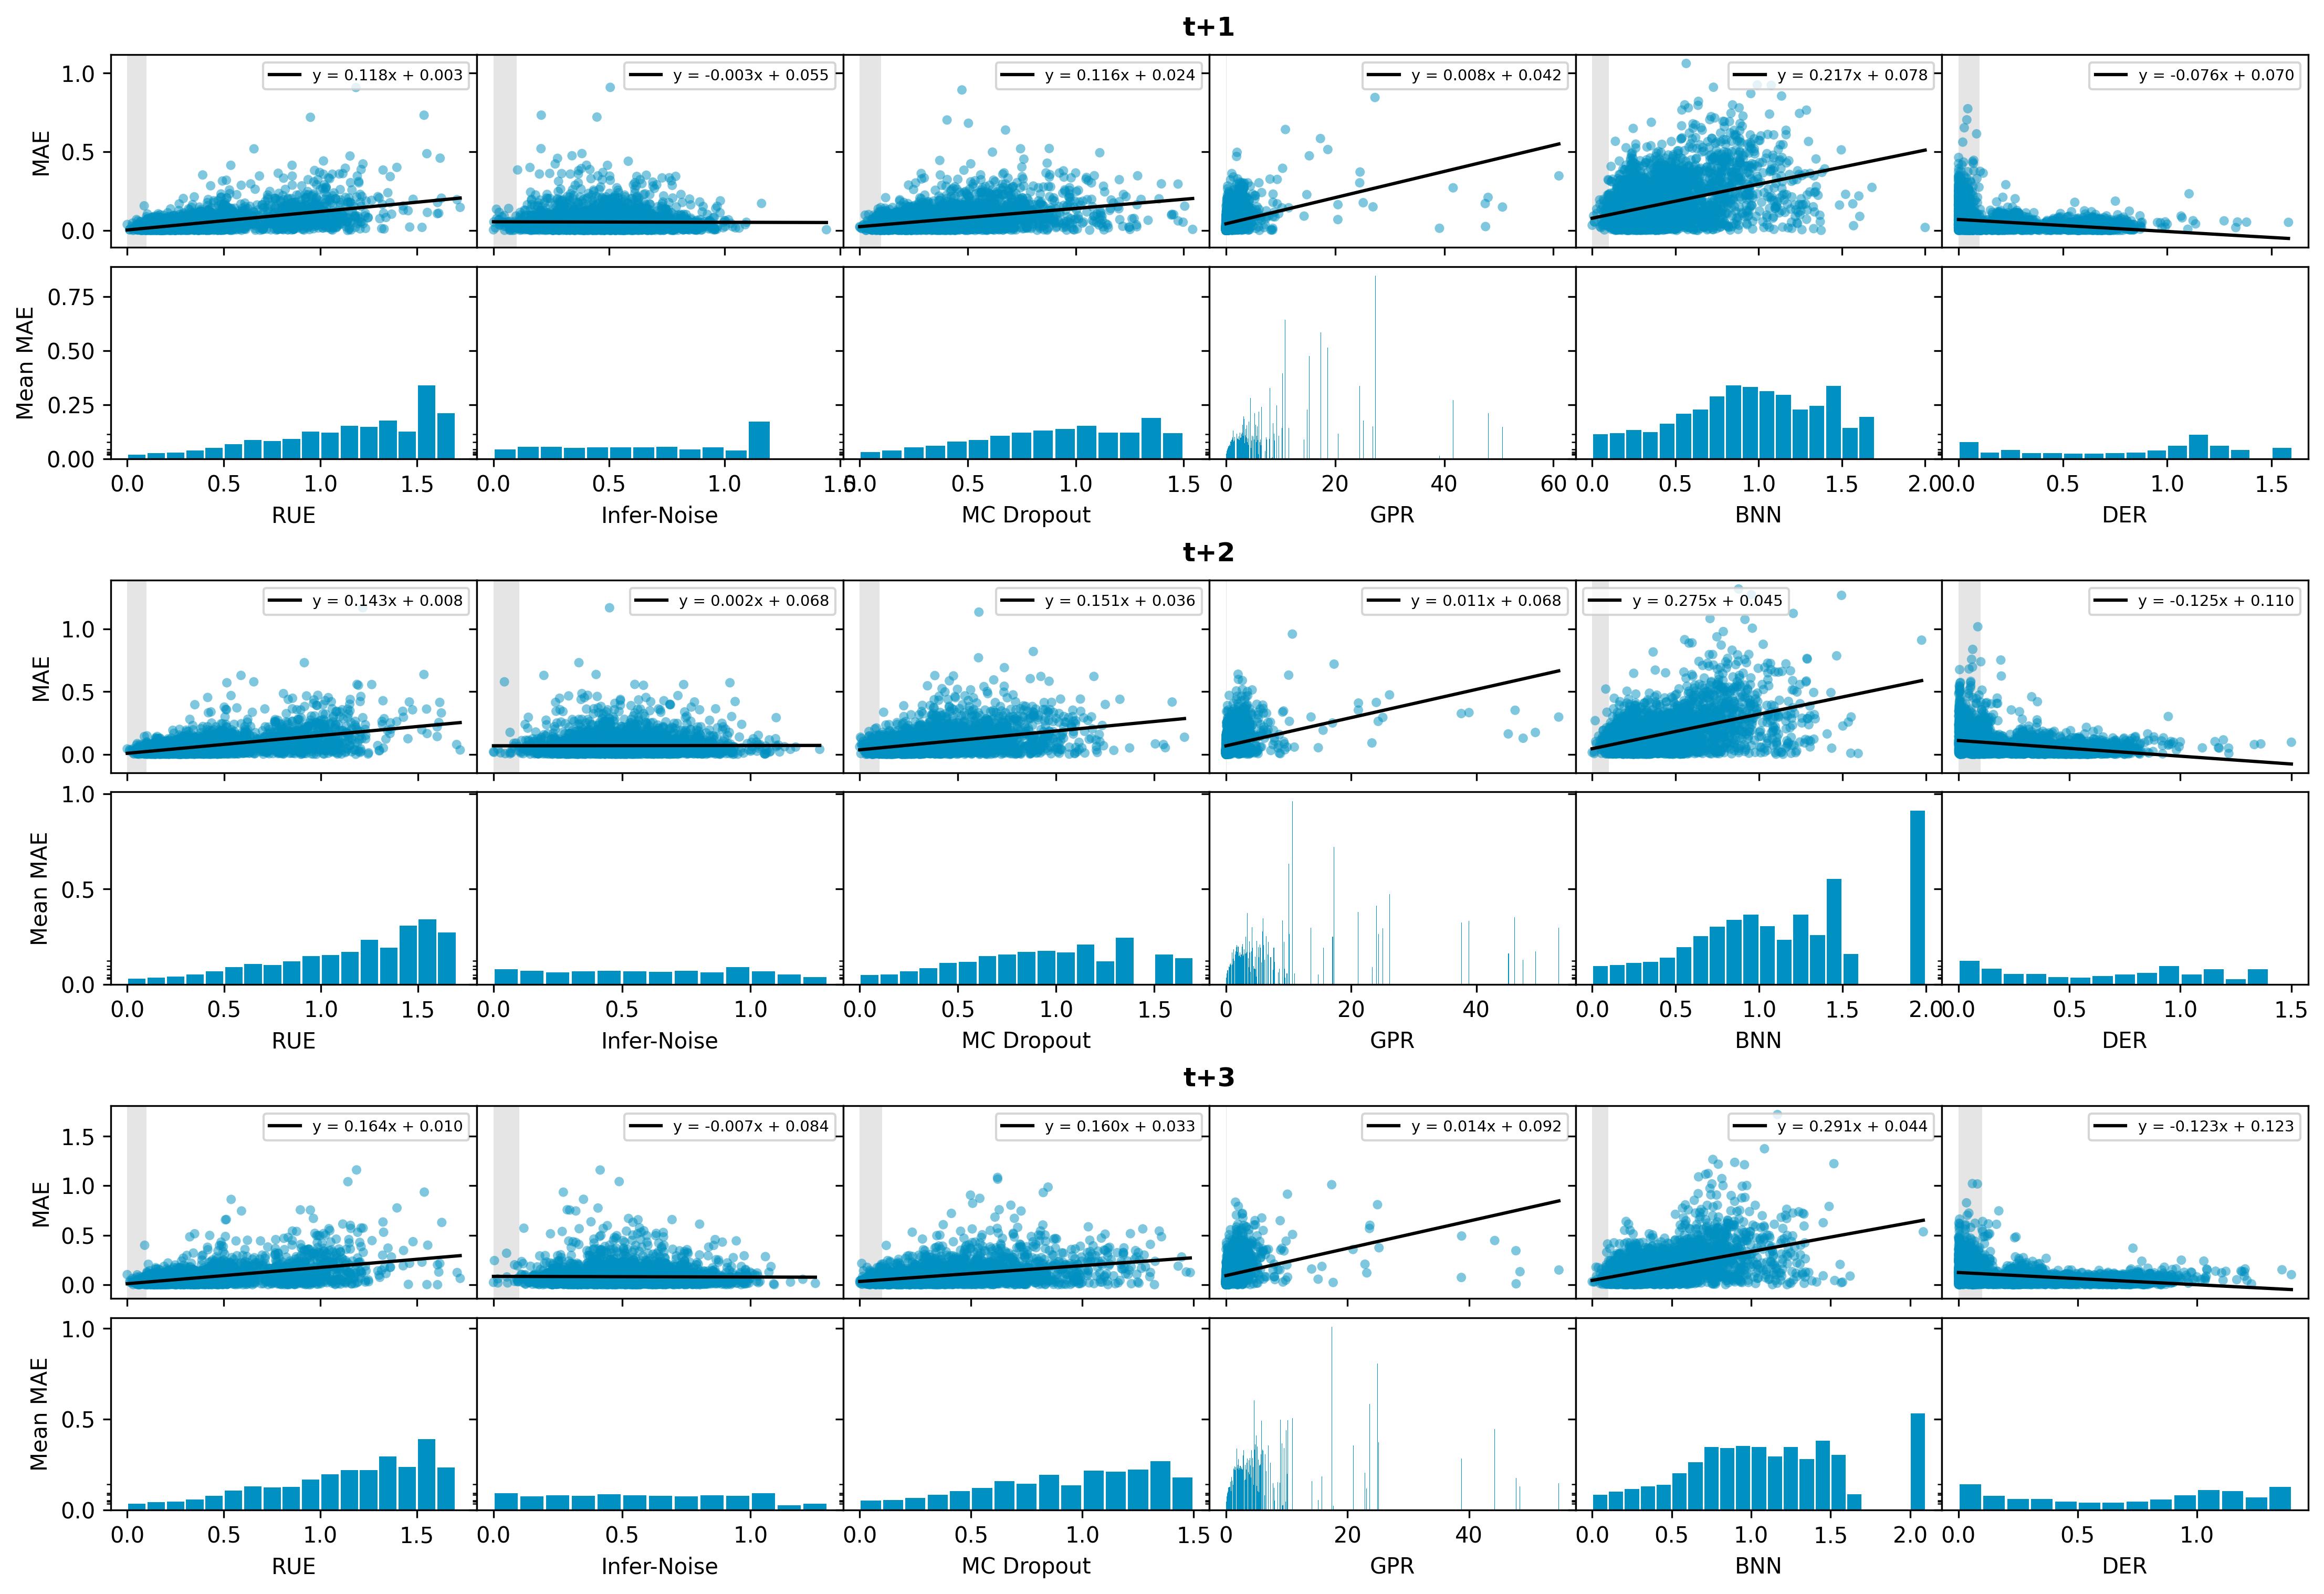 t+1
y = 0.118x + 0.003 y = -0.003x + 0.055 y = 0.116x + 0.024 y = 0.008x + 0.042 y = 0.217x + 0.078 y = -0.076x + 0.070
MAE
1.0
0.5
0.0
Mean MAE
0.75
0.50
0.25
0.00
0.0 0.5 1.0 1.5 0.0 0.5 1.0 1.5 0.0 0.5 1.0 1.5 0 20 40 60 0.0 0.5 1.0 1.5 2.0 0.0 0.5 1.0 1.5
RUE Infer-Noise MC Dropout GPR BNN DER
t+2
y = 0.143x + 0.008 y = 0.002x + 0.068 y = 0.151x + 0.036 y = 0.011x + 0.068 y = 0.275x + 0.045 y = -0.125x + 0.110
MAE
1.0
0.5
0.0
Mean MAE
1.0
0.5
0.0
0.0 0.5 1.0 1.5 0.0 0.5 1.0 0.0 0.5 1.0 1.5 0 20 40 0.0 0.5 1.0 1.5 2.0 0.0 0.5 1.0 1.5
RUE Infer-Noise MC Dropout GPR BNN DER
t+3
y = 0.164x + 0.010 y = -0.007x + 0.084 y = 0.160x + 0.033 y = 0.014x + 0.092 y = 0.291x + 0.044 y = -0.123x + 0.123
MAE
1.5
1.0
0.5
0.0
Mean MAE
1.0
0.5
0.0
0.0 0.5 1.0 1.5 0.0 0.5 1.0 0.0 0.5 1.0 1.5 0 20 40 0.0 0.5 1.0 1.5 2.0 0.0 0.5 1.0
RUE Infer-Noise MC Dropout GPR BNN DER